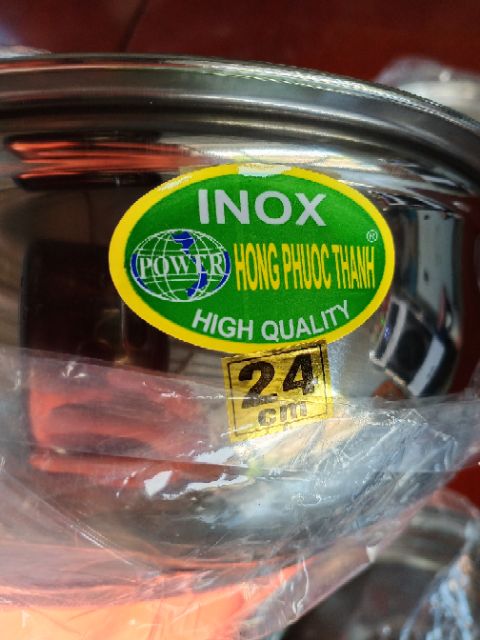 INOX
POWER
HONG PHUOC THANH ®
HIGH QUALITY
24
cm